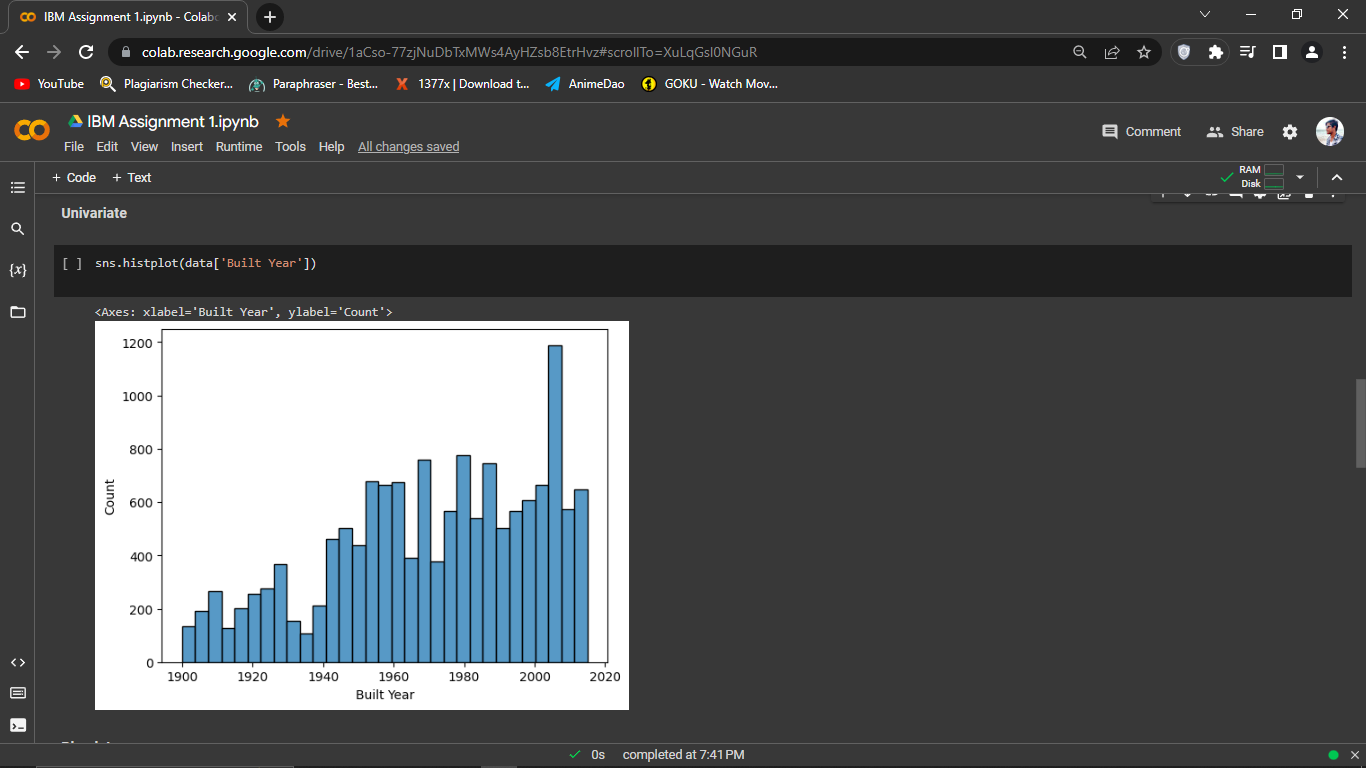 IBM Assignment 1.ipynb - Colab
colab.research.google.com/drive/1aCso-77zjNuDbTxMWs4AyHZsb8EtrHvz#scrollTo=XuLqGsI0NGuR
YouTube Plagiarism Checker... Paraphraser - Best... 1377x | Download t... AnimeDao GOKU - Watch Mov...
IBM Assignment 1.ipynb
Comment Share
File Edit View Insert Runtime Tools Help All changes saved
+ Code + Text
RAM
Disk
Univariate
[ ] sns.histplot(data['Built Year'])
<Axes: xlabel='Built Year', ylabel='Count'>
1200
1000
800
600
400
200
0
Count
1900 1920 1940 1960 1980 2000 2020
Built Year
0s completed at 7:41 PM